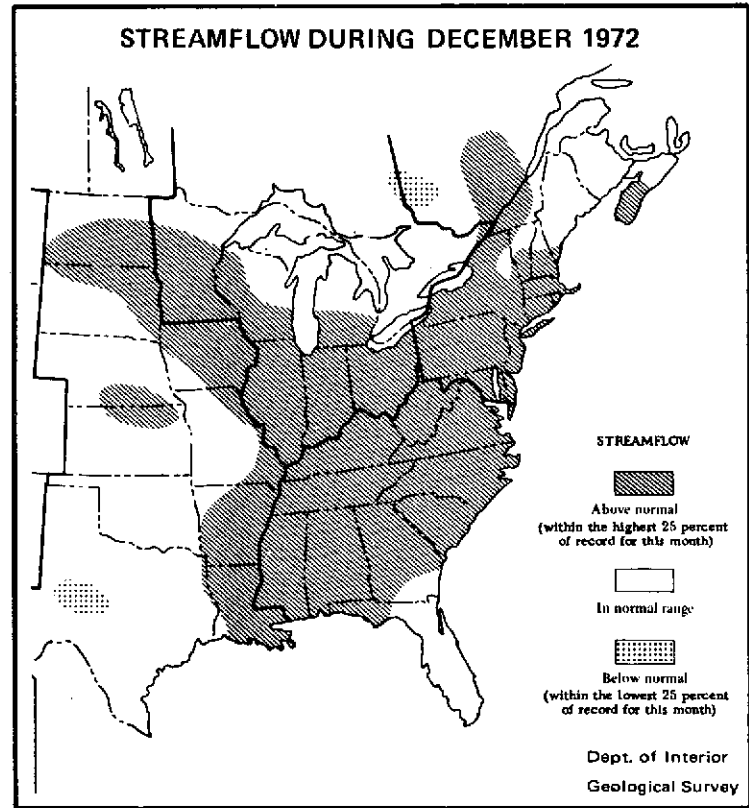 STREAMFLOW DURING DECEMBER 1972
STREAMFLOW
Above normal
(within the highest 25 percent
of record for this month)
In normal range
Below normal
(within the lowest 25 percent
of record for this month)
Dept. of Interior
Geological Survey